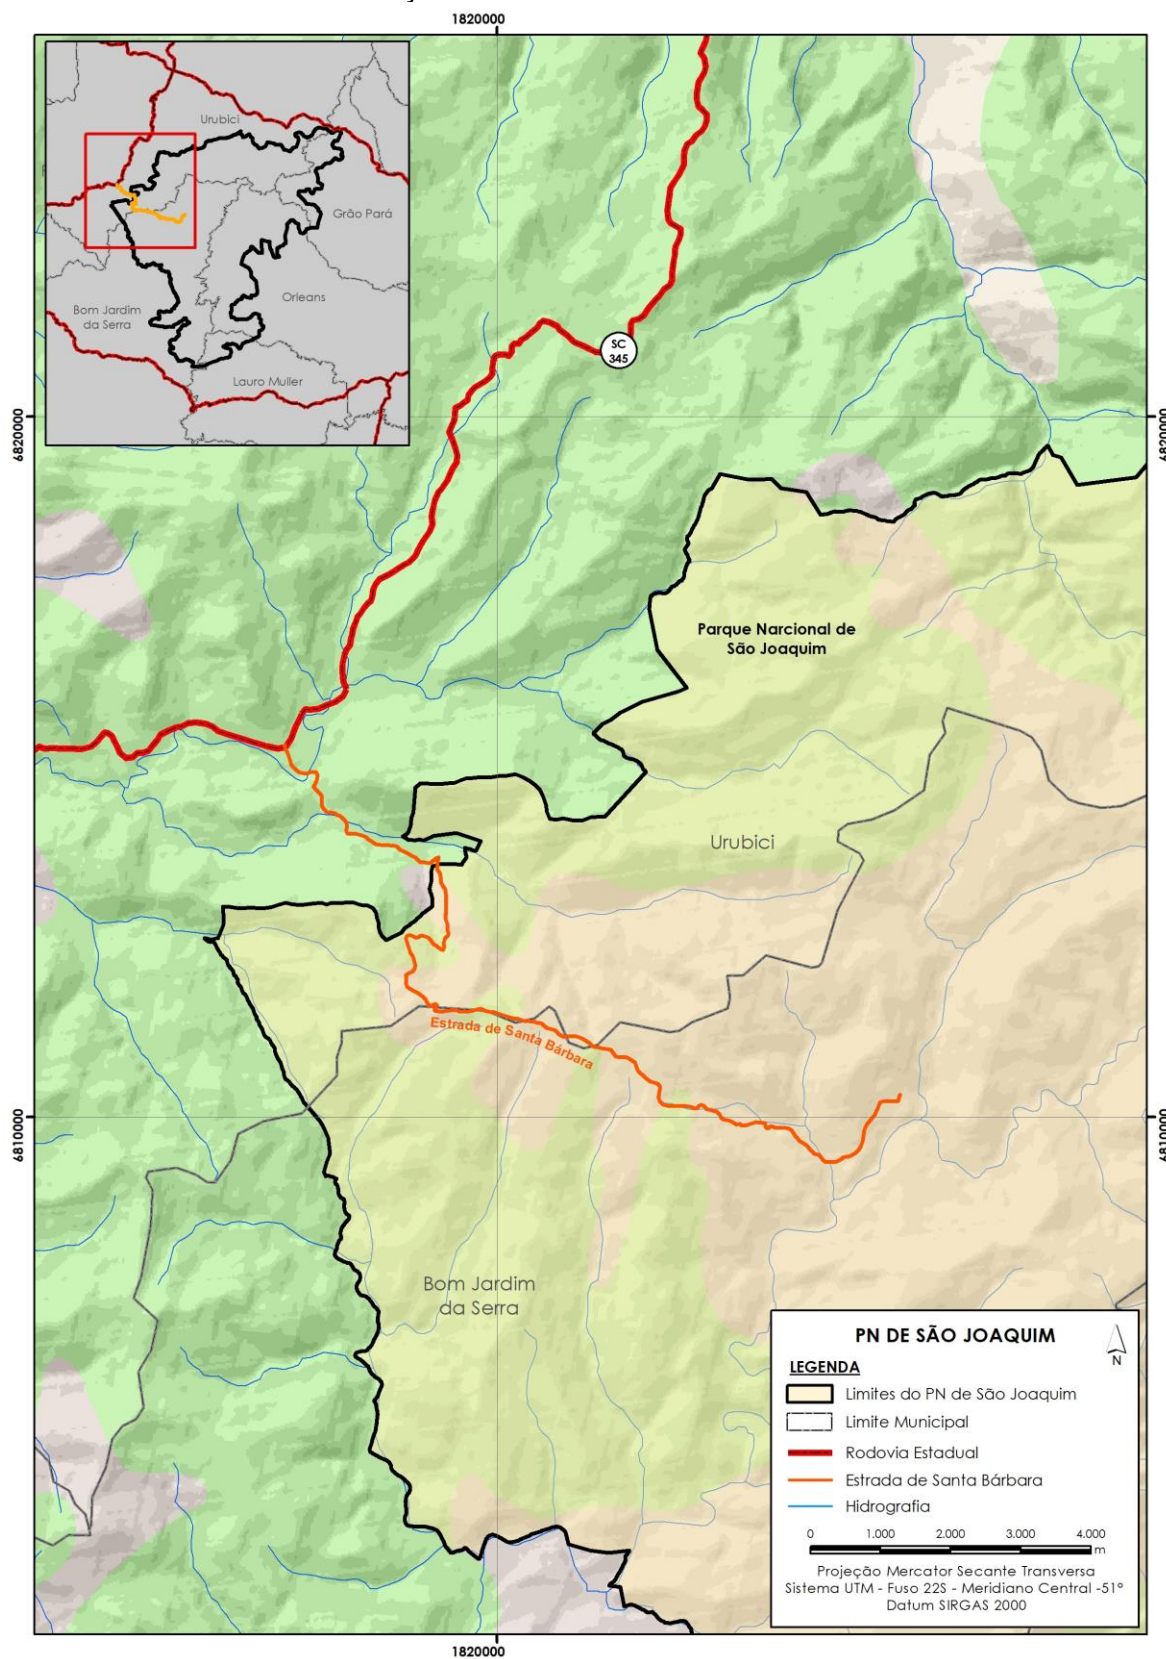 1820000
Urubici
Grão Pará
Orleans
Bom Jardim
da Serra
Lauro Muller
SC
345
6820000
6820000
Parque Narcional de
São Joaquim
Urubici
Estrada de Santa Bárbara
6810000
6810000
Bom Jardim
da Serra
PN DE SÃO JOAQUIM
N
LEGENDA
Limites do PN de São Joaquim
Limite Municipal
Rodovia Estadual
Estrada de Santa Bárbara
Hidrografia
0 1.000 2.000 3.000 4.000
m
Projeção Mercator Secante Transversa
Sistema UTM - Fuso 22S - Meridiano Central -51°
Datum SIRGAS 2000
1820000